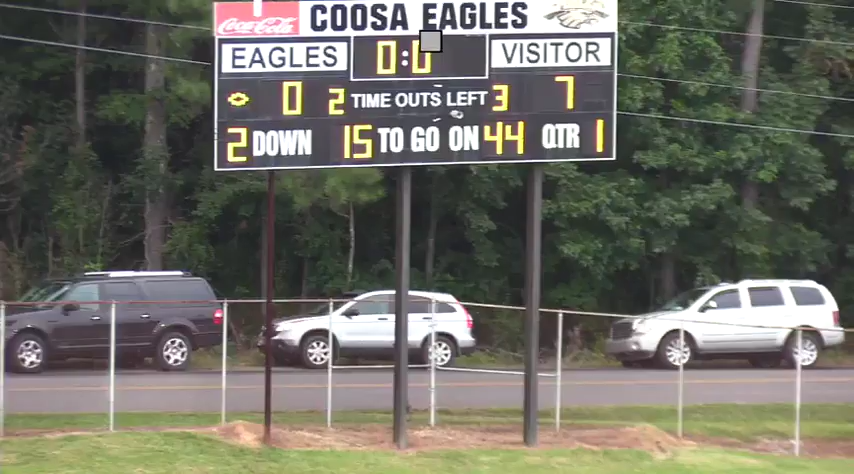 Coca-Cola COOSA EAGLES
EAGLES 0:0 VISITOR
0 2 TIME OUTS LEFT 3 7
2 DOWN 15 TO GO ON 44 QTR 1